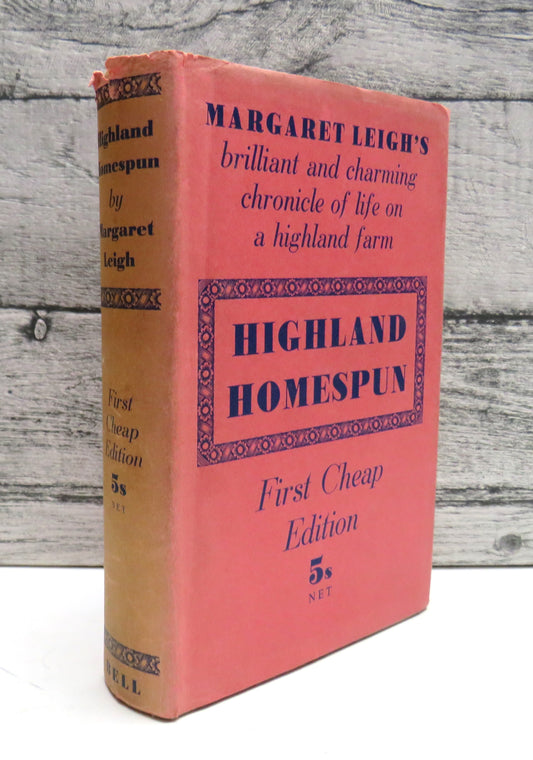 Highland
Homespun
by
Margaret
Leigh
First
Cheap
Edition
5s
NET
BELL
MARGARET LEIGH'S
brilliant and charming
chronicle of life on
a highland farm
HIGHLAND
HOMESPUN
First Cheap
Edition
5s
NET